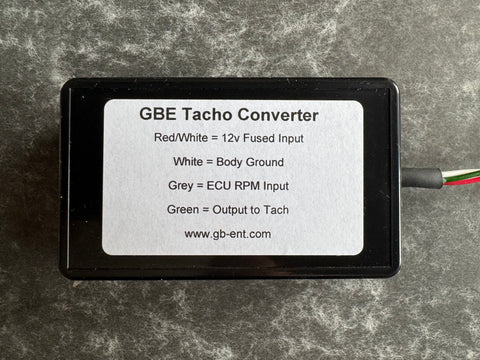 GBE Tacho Converter
Red/White = 12v Fused Input
White = Body Ground
Grey = ECU RPM Input
Green = Output to Tach
www.gb-ent.com